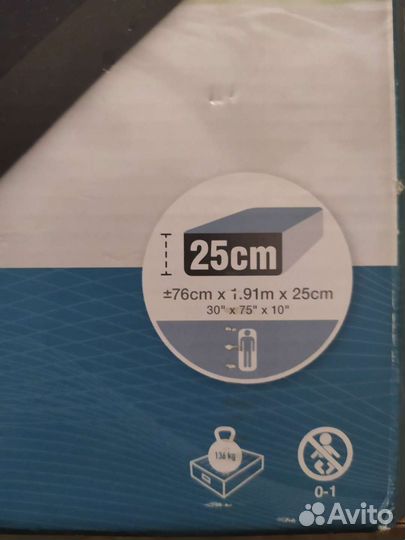 25cm
±76cm x 1.91m x 25cm
30" x 75" x 10"
136 kg
0-1
Avito